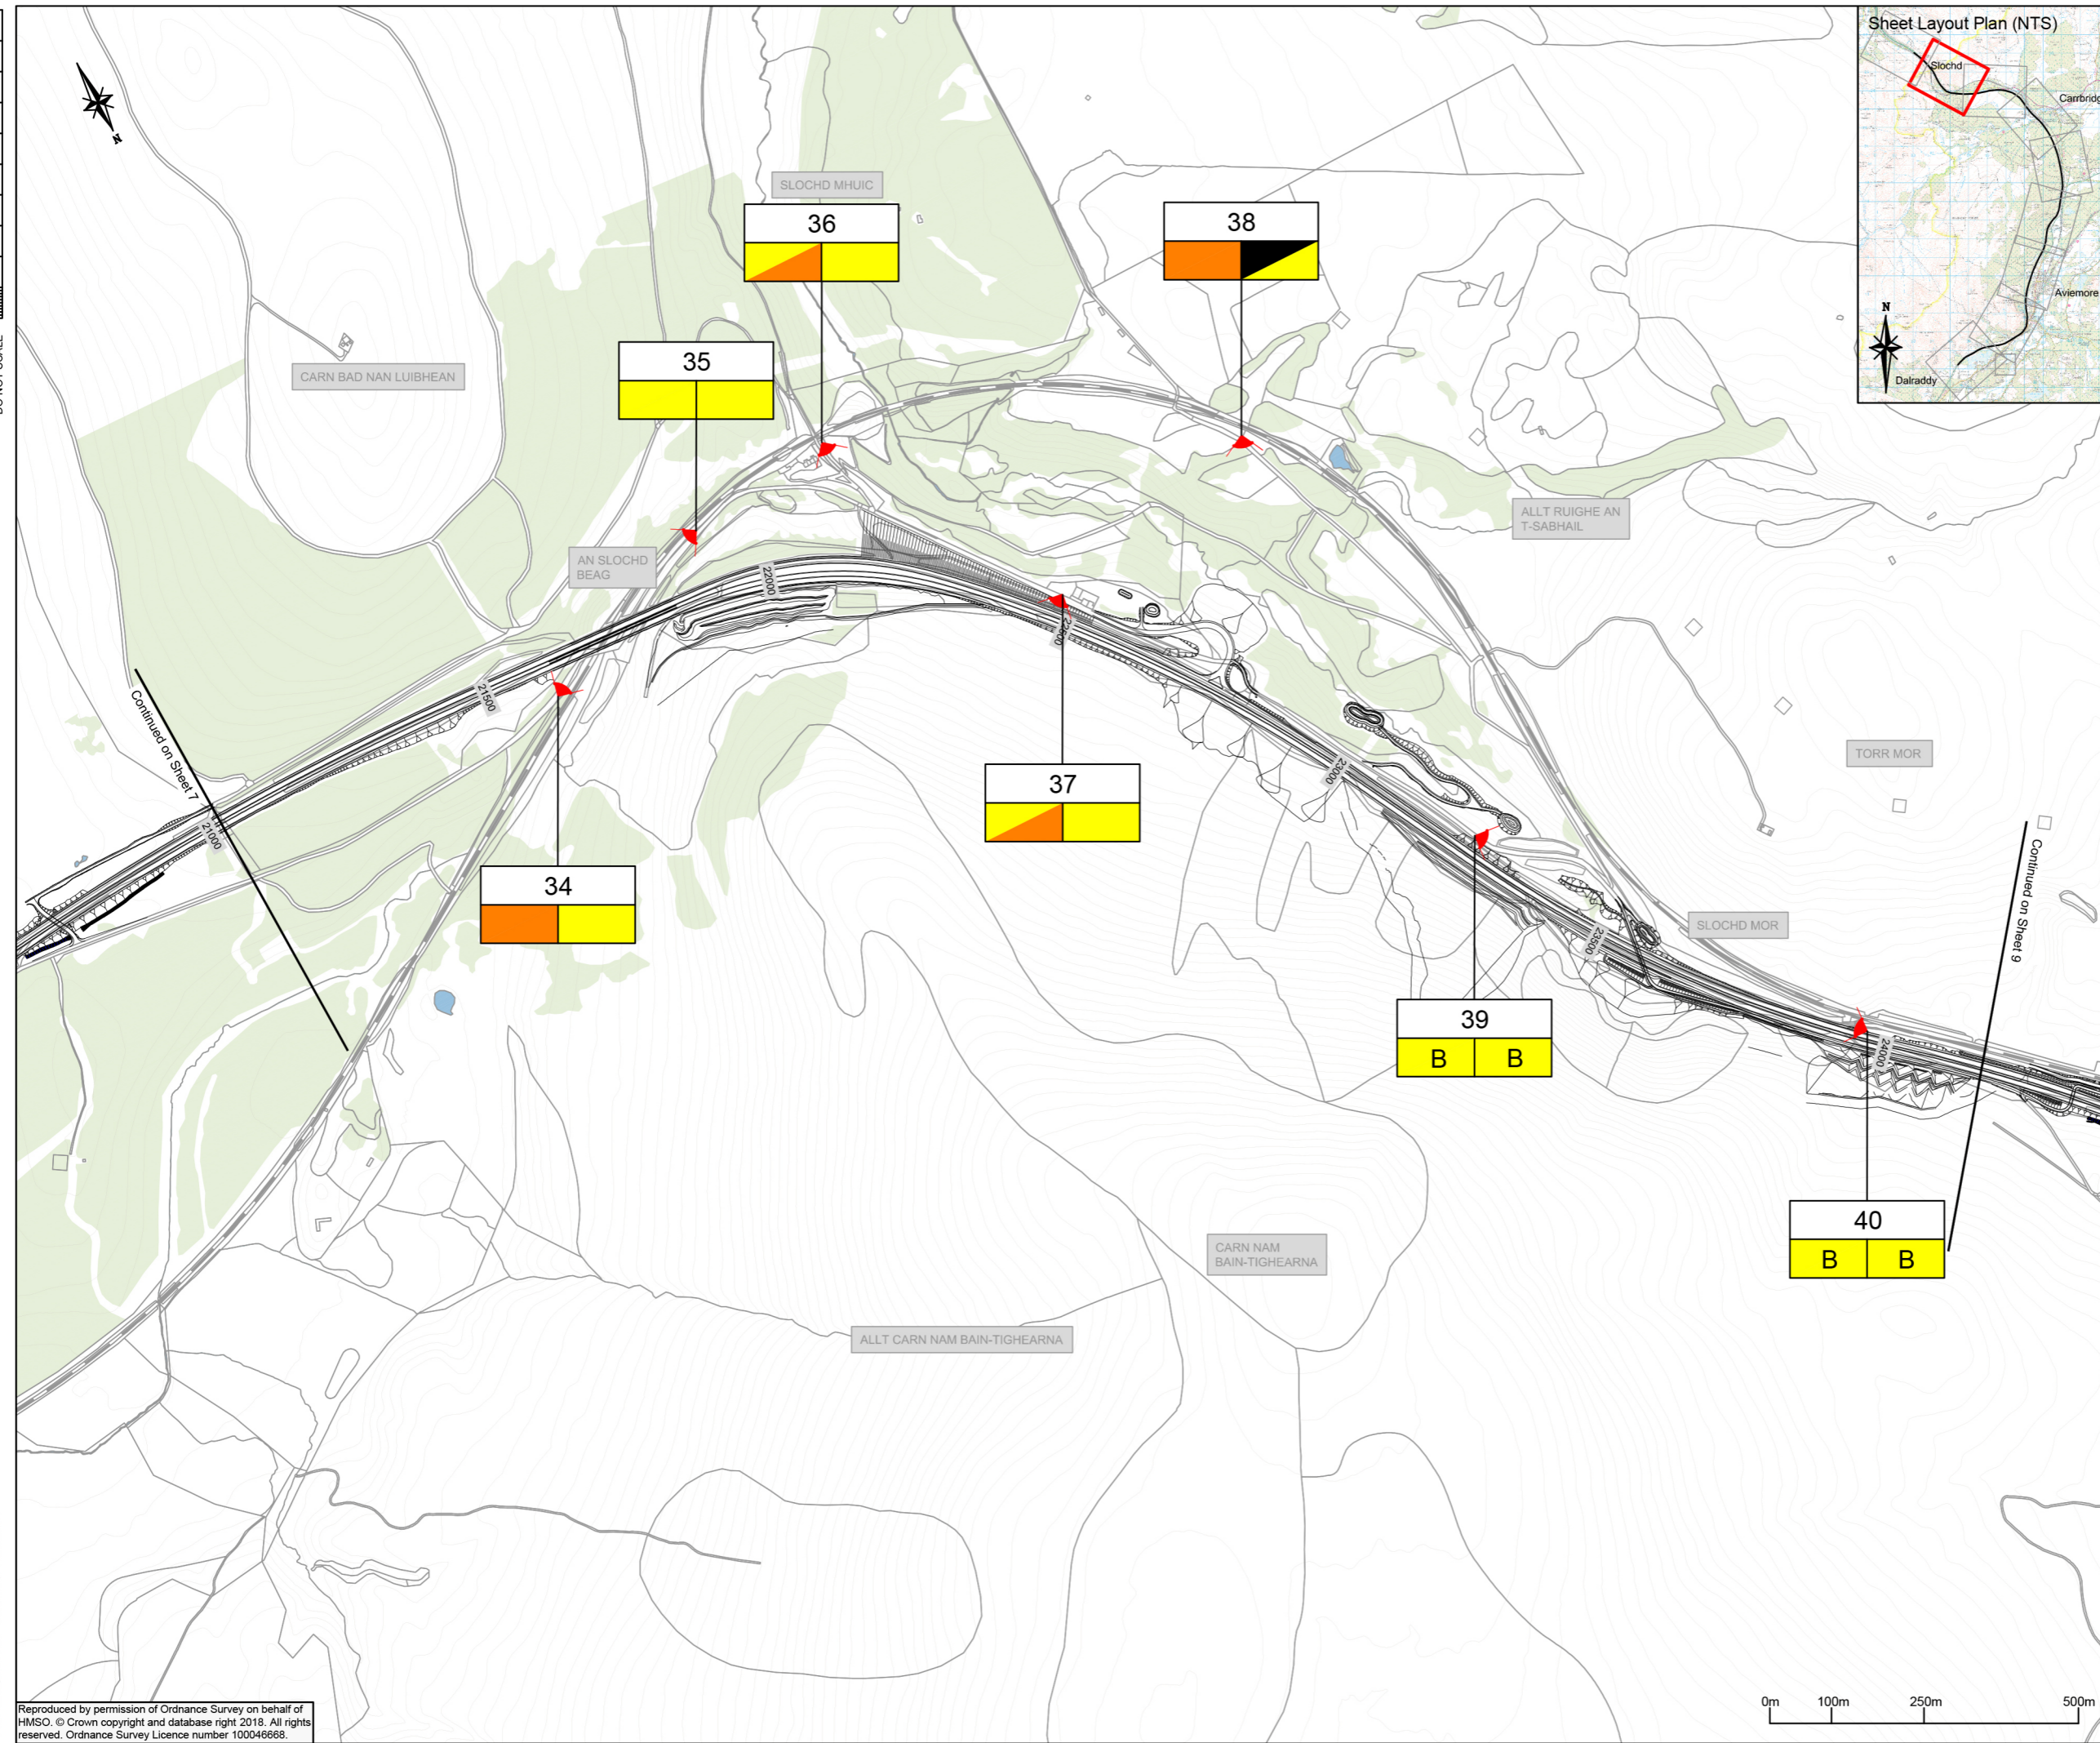 Sheet Layout Plan (NTS)
Slochd
Carrbridg
Aviemore
N
Dalraddy
N
SLOCHD MHUIC
36
38
35
CARN BAD NAN LUIBHEAN
ALLT RUIGHE AN
T-SABHAIL
AN SLOCHD
BEAG
22000
22500
21500
Continued on Sheet 7
21000
37
23000
TORR MOR
34
Continued on Sheet 9
SLOCHD MOR
23500
39
B B
24000
40
B B
CARN NAM
BAIN-TIGHEARNA
ALLT CARN NAM BAIN-TIGHEARNA
0m 100m 250m 500m
Reproduced by permission of Ordnance Survey on behalf of
HMSO. © Crown copyright and database right 2018. All rights
reserved. Ordnance Survey Licence number 100046668.